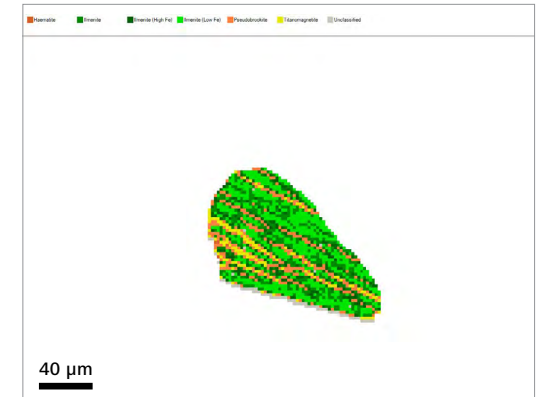 Haematite Ilmenite Ilmenite (High Fe) Ilmenite (Low Fe) Pseudobrookite Titanomagnetite Unclassified
40 µm